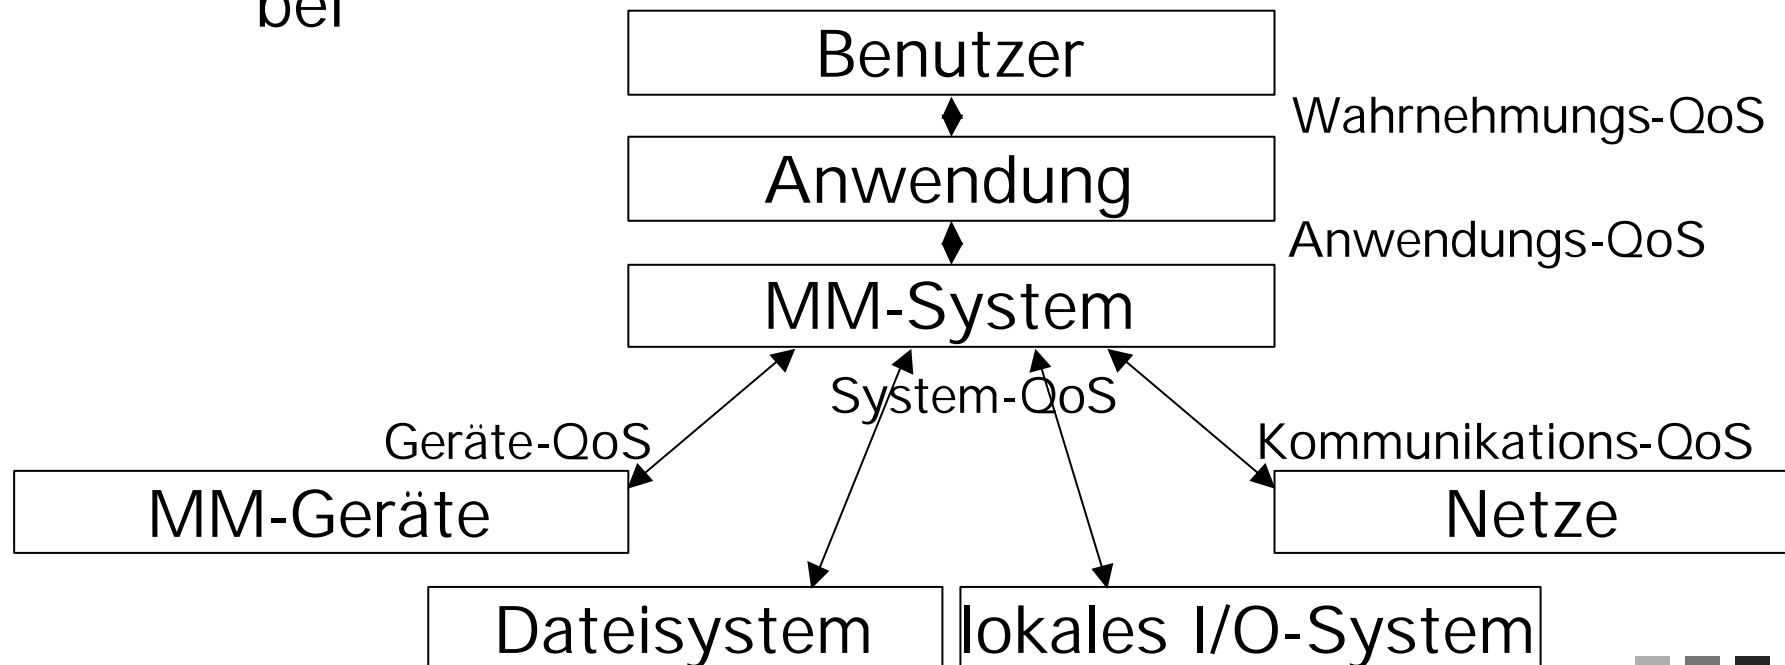 bei
Benutzer
Wahrnehmungs-QoS
Anwendung
Anwendungs-QoS
MM-System
System-QoS
Geräte-QoS
Kommunikations-QoS
MM-Geräte
Netze
Dateisystem
lokales I/O-System